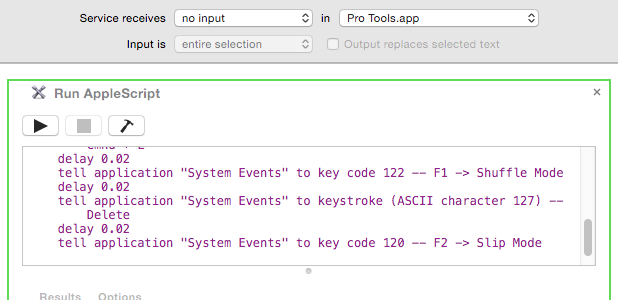 Service receives no input in Pro Tools.app
Input is entire selection Output replaces selected text
Run AppleScript
delay 0.02
tell application "System Events" to key code 122 -- F1 -> Shuffle Mode
delay 0.02
tell application "System Events" to keystroke (ASCII character 127) --
Delete
delay 0.02
tell application "System Events" to key code 120 -- F2 -> Slip Mode
Results Options